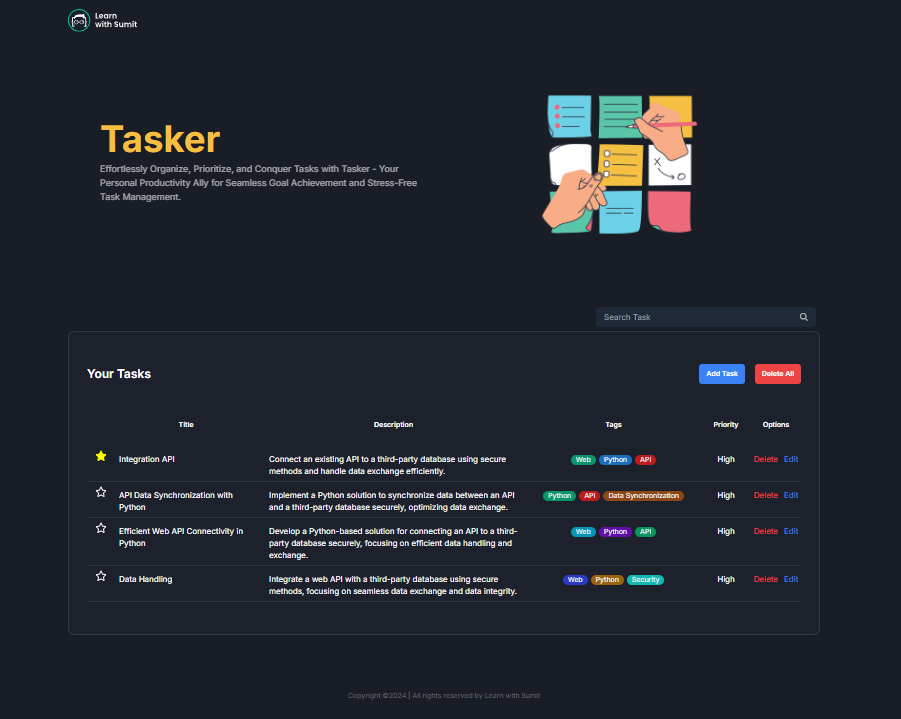 Learn
with Sumit
Tasker
Effortlessly Organize, Prioritize, and Conquer Tasks with Tasker - Your
Personal Productivity Ally for Seamless Goal Achievement and Stress-Free
Task Management.
Search Task
Your Tasks
Add Task
Delete All
Title Description Tags Priority Options
Integration API
Connect an existing API to a third-party database using secure
methods and handle data exchange efficiently.
Web Python API
High
Delete Edit
API Data Synchronization with
Python
Implement a Python solution to synchronize data between an API
and a third-party database securely, optimizing data exchange.
Python API Data Synchronization
High
Delete Edit
Efficient Web API Connectivity in
Python
Develop a Python-based solution for connecting an API to a third-
party database securely, focusing on efficient data handling and
exchange.
Web Python API
High
Delete Edit
Data Handling
Integrate a web API with a third-party database using secure
methods, focusing on seamless data exchange and data integrity.
Web Python Security
High
Delete Edit
Copyright ©2024 | All rights reserved by Learn with Sumit